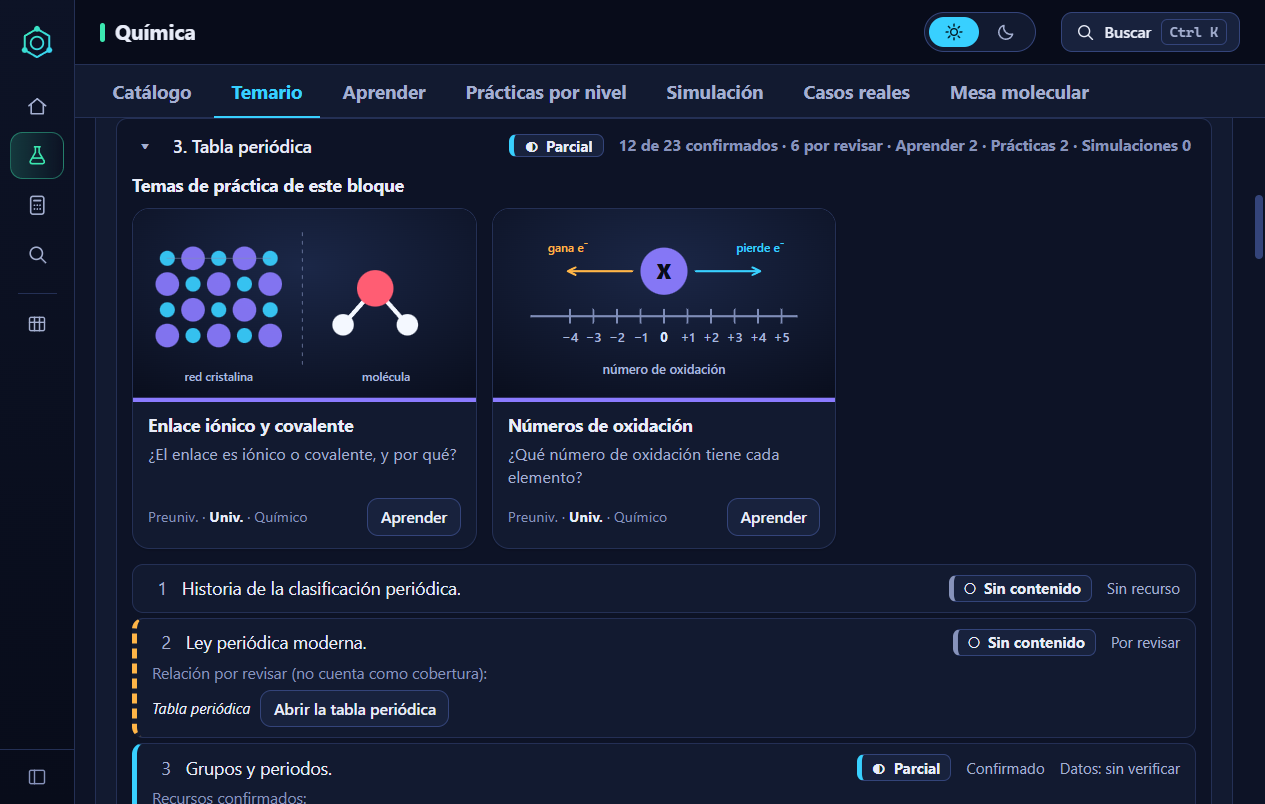 Química
Buscar Ctrl K
Catálogo Temario Aprender Prácticas por nivel Simulación Casos reales Mesa molecular
3. Tabla periódica Parcial 12 de 23 confirmados · 6 por revisar · Aprender 2 · Prácticas 2 · Simulaciones 0
Temas de práctica de este bloque
red cristalina molécula
Enlace iónico y covalente
¿El enlace es iónico o covalente, y por qué?
Preuniv. · Univ. · Químico Aprender
gana e⁻ pierde e⁻
X
−4 −3 −2 −1 0 +1 +2 +3 +4 +5
número de oxidación
Números de oxidación
¿Qué número de oxidación tiene cada
elemento?
Preuniv. · Univ. · Químico Aprender
1 Historia de la clasificación periódica. Sin contenido Sin recurso
2 Ley periódica moderna. Sin contenido Por revisar
Relación por revisar (no cuenta como cobertura):
Tabla periódica Abrir la tabla periódica
3 Grupos y periodos. Parcial Confirmado Datos: sin verificar
Recursos confirmados: